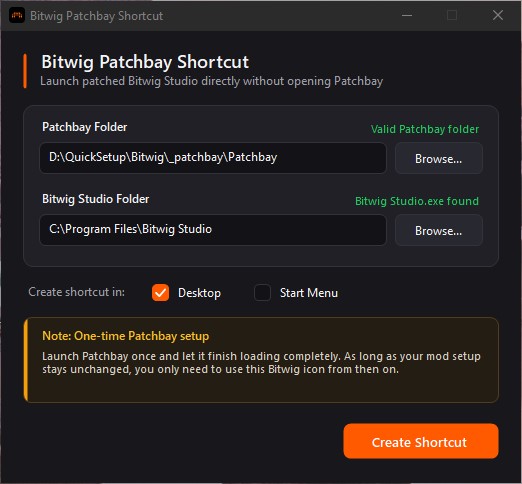 Bitwig Patchbay Shortcut
Bitwig Patchbay Shortcut
Launch patched Bitwig Studio directly without opening Patchbay
Patchbay Folder
Valid Patchbay folder
D:\QuickSetup\Bitwig\_patchbay\Patchbay
Browse...
Bitwig Studio Folder
Bitwig Studio.exe found
C:\Program Files\Bitwig Studio
Browse...
Create shortcut in:
Desktop
Start Menu
Note: One-time Patchbay setup
Launch Patchbay once and let it finish loading completely. As long as your mod setup
stays unchanged, you only need to use this Bitwig icon from then on.
Create Shortcut